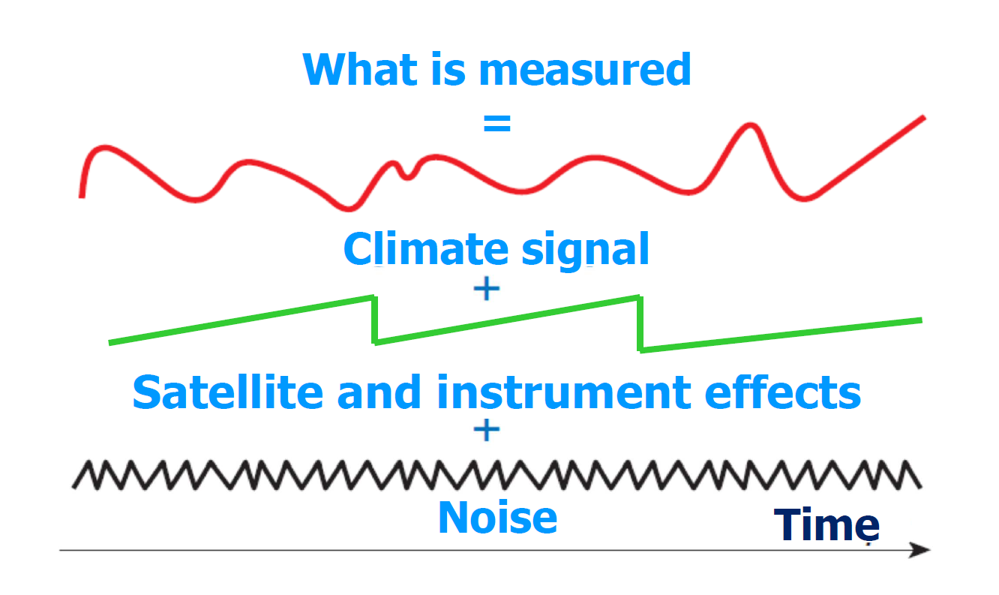 What is measured
=
Climate signal
+
Satellite and instrument effects
+
Noise
Time